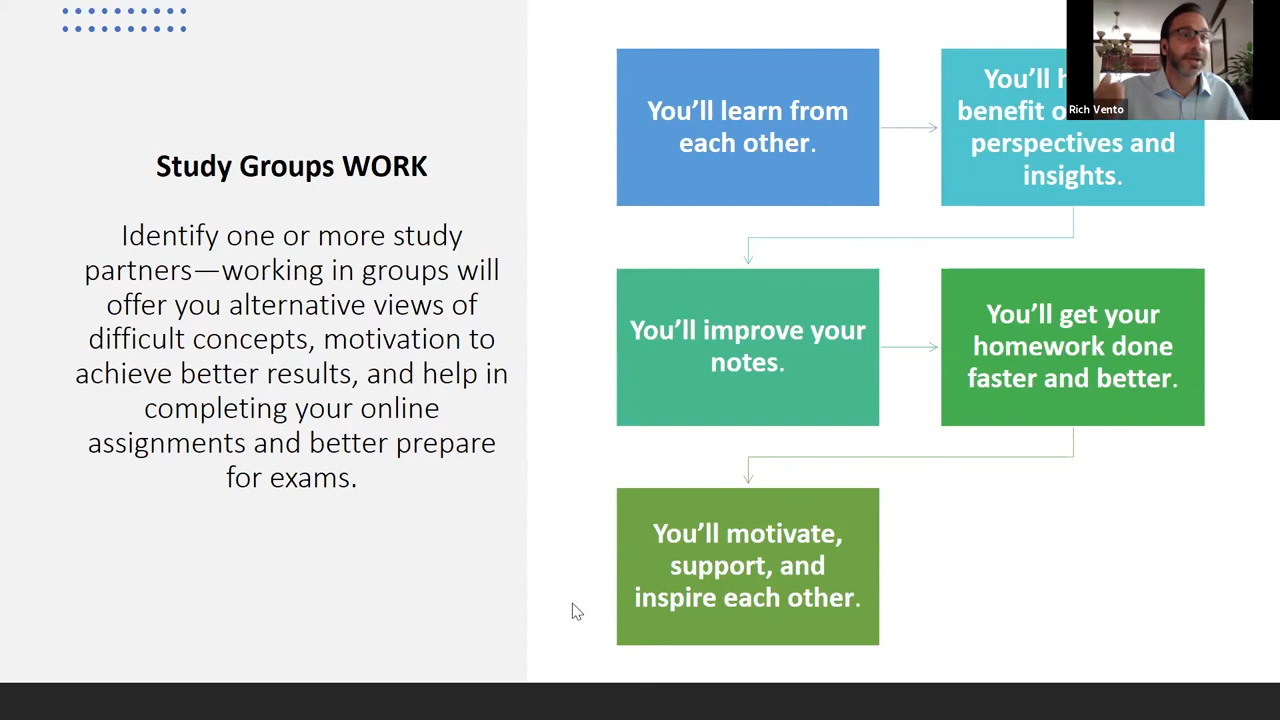 Study Groups WORK
Identify one or more study
partners—working in groups will
offer you alternative views of
difficult concepts, motivation to
achieve better results, and help in
completing your online
assignments and better prepare
for exams.
You'll learn from
each other.
You'll
benefit
perspectives and
insights.
You'll improve your
notes.
You'll get your
homework done
faster and better.
You'll motivate,
support, and
inspire each other.
Rich Vento